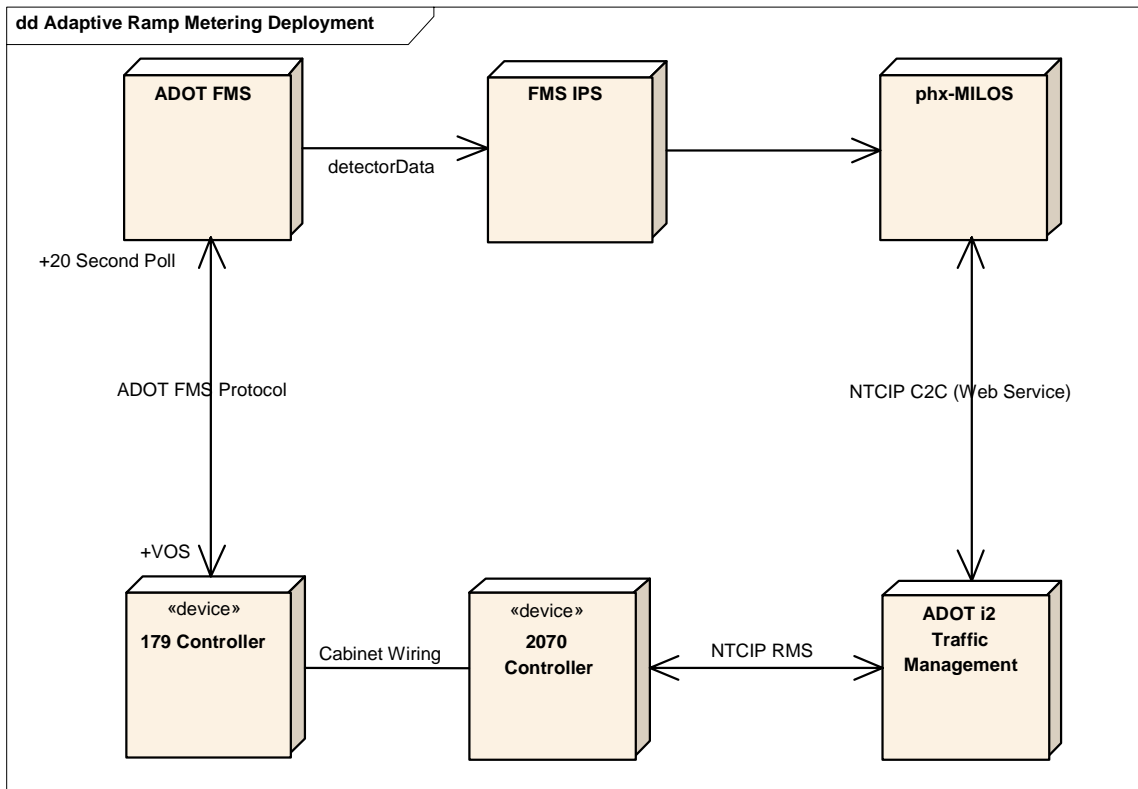 dd Adaptive Ramp Metering Deployment
ADOT FMS
FMS IPS
phx-MILOS
detectorData
+20 Second Poll
ADOT FMS Protocol
NTCIP C2C (Web Service)
+VOS
«device»
179 Controller
Cabinet Wiring
«device»
2070
Controller
NTCIP RMS
ADOT i2
Traffic
Management